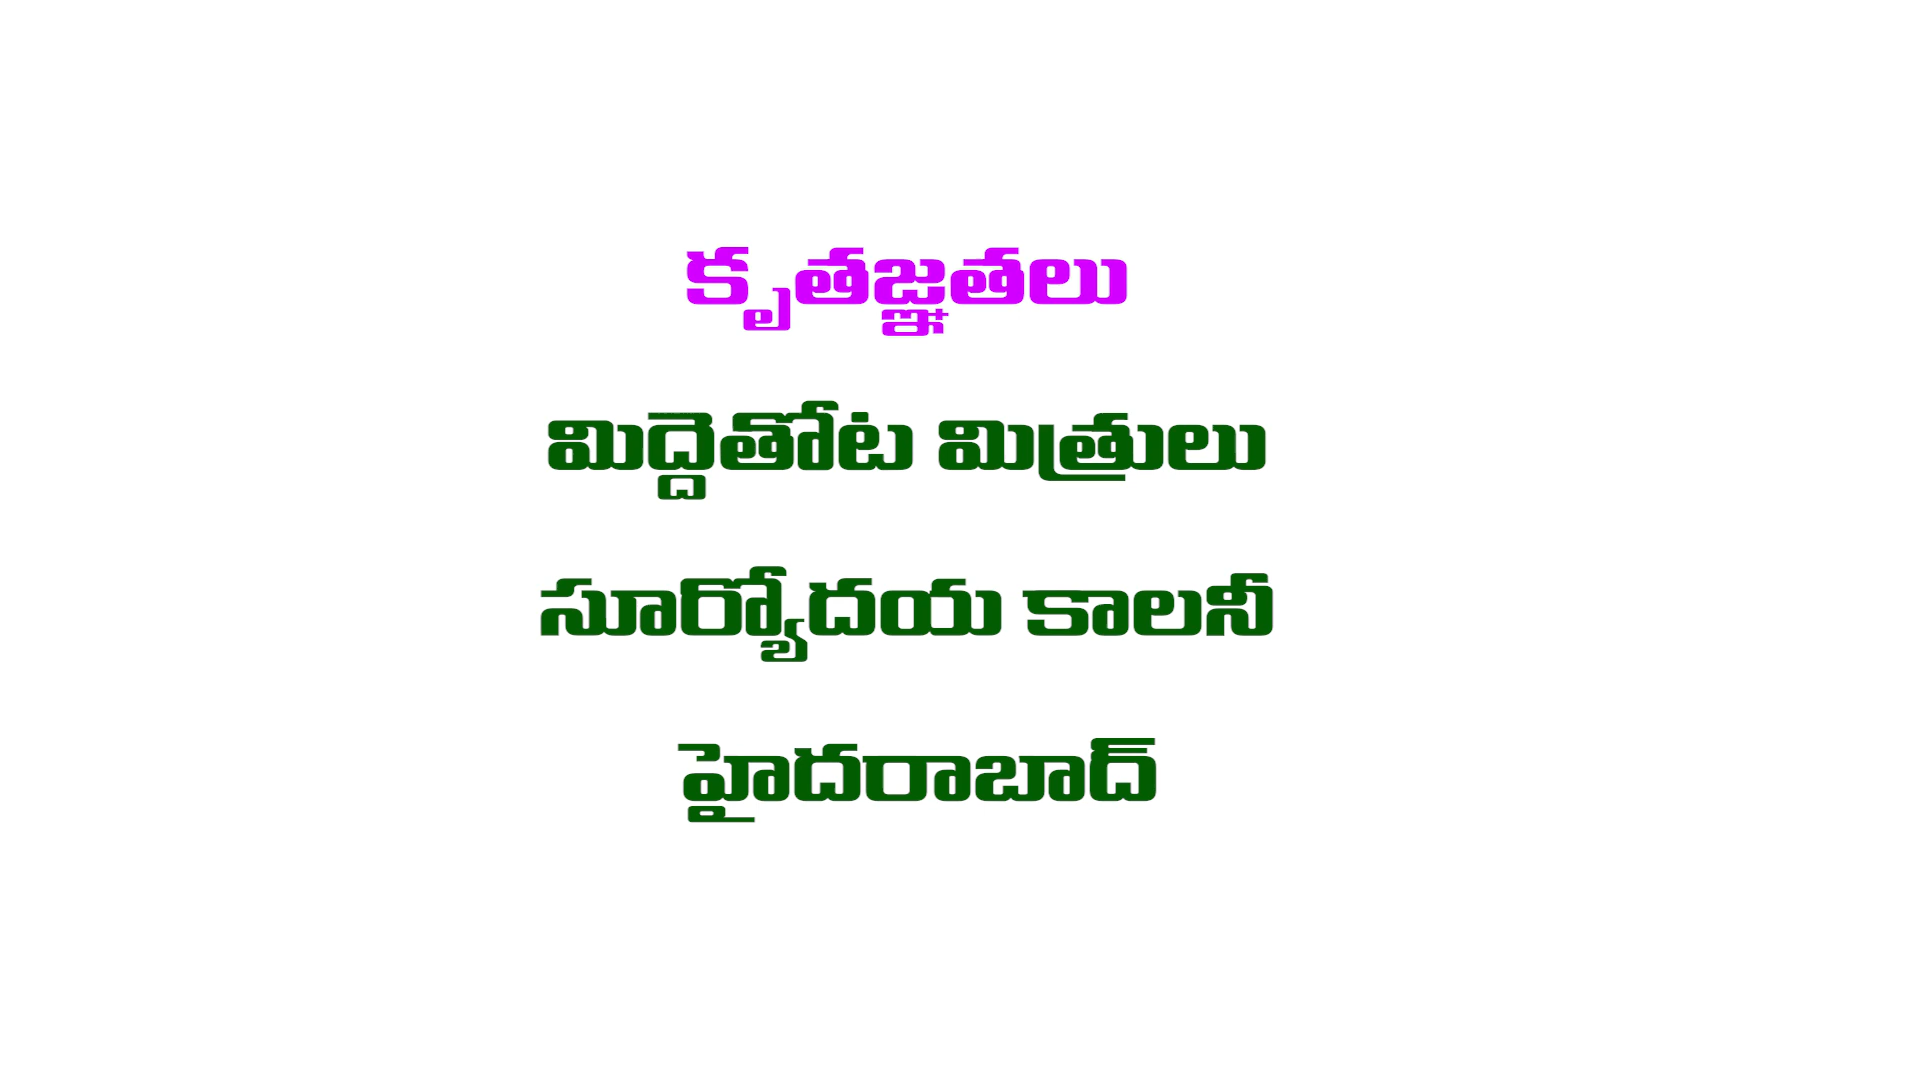 కృతజ్ఞతలు
మిద్దెతోట మిత్రులు
సూర్యోదయ కాలనీ
హైదరాబాద్